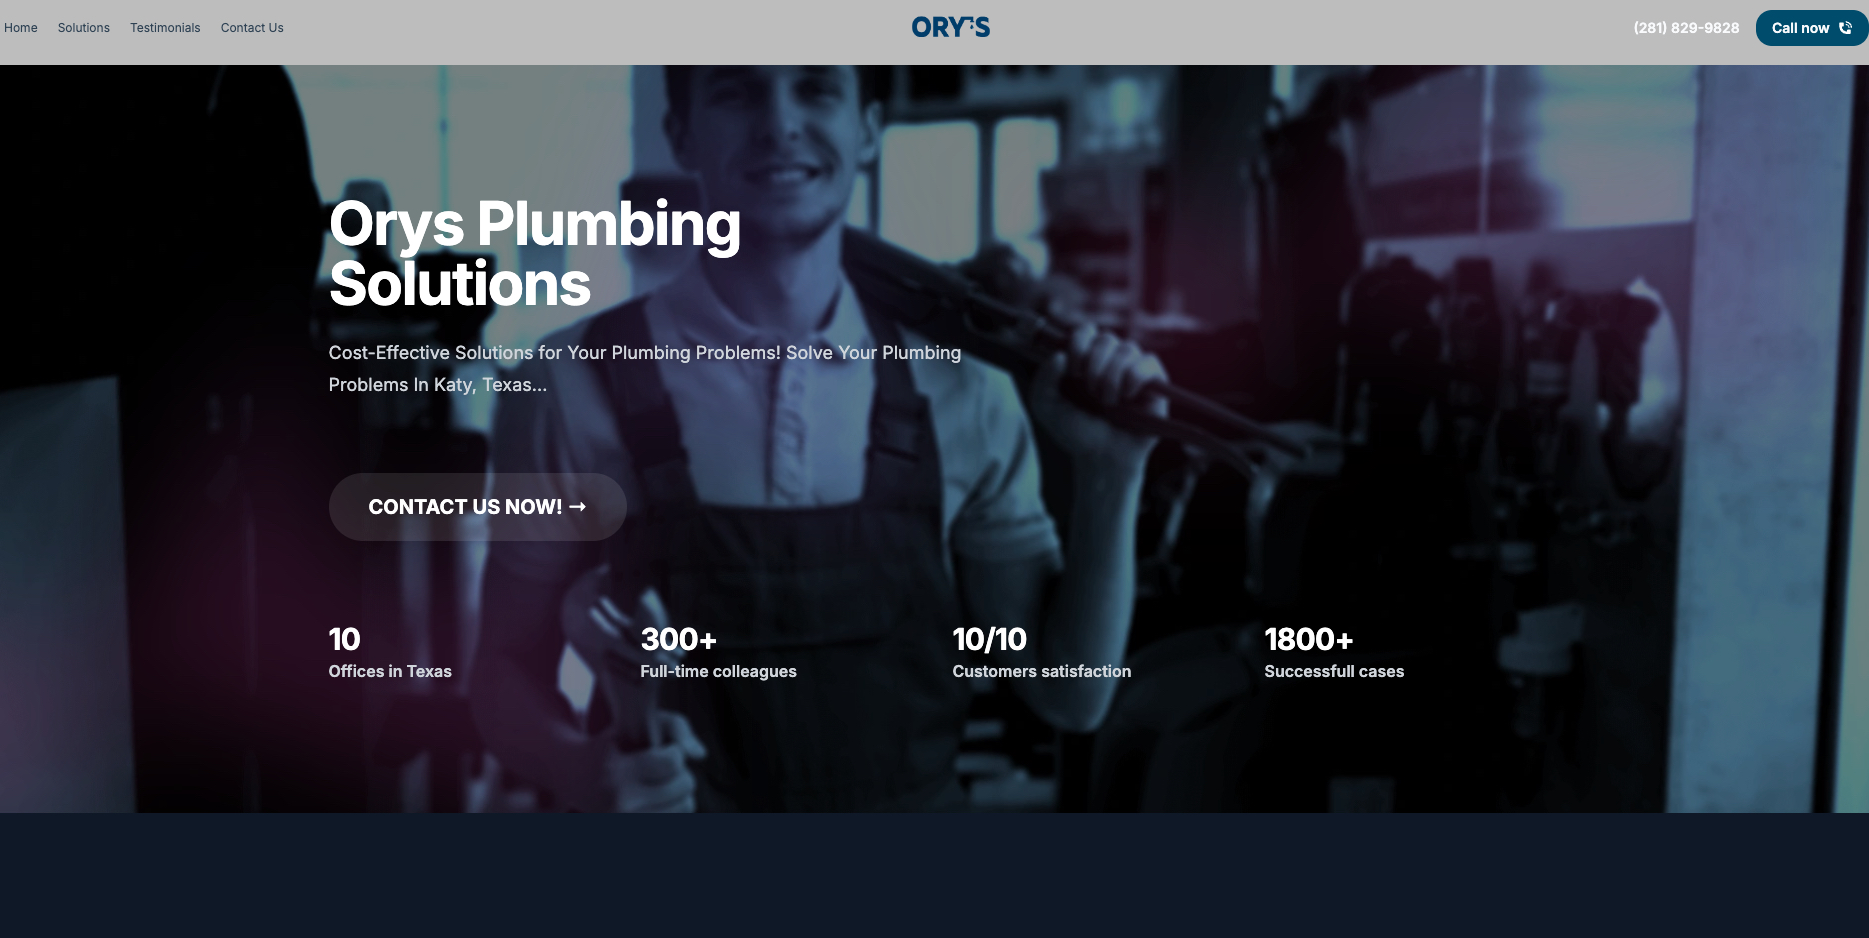 Home Solutions Testimonials Contact Us
ORY'S
(281) 829-9828 Call now
Orys Plumbing
Solutions
Cost-Effective Solutions for Your Plumbing Problems! Solve Your Plumbing
Problems In Katy, Texas...
CONTACT US NOW! →
10 300+ 10/10 1800+
Offices in Texas Full-time colleagues Customers satisfaction Successfull cases